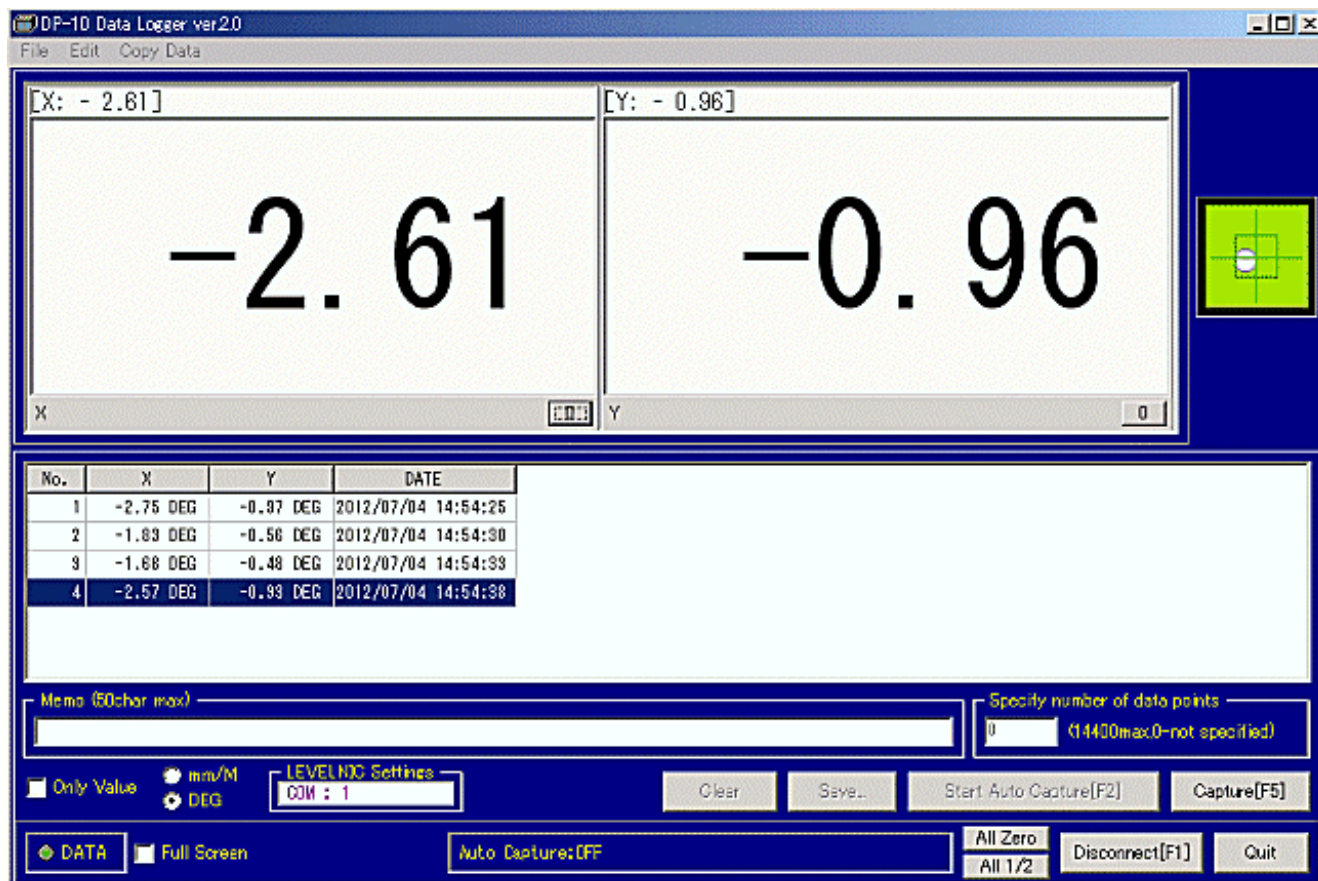 DP-10 Data Logger ver.2.0
File Edit Copy Data
[X: - 2.61] [Y: - 0.96]
-2.61 -0.96
X 0 Y 0
No. X Y DATE
1 -2.75 DEG -0.97 DEG 2012/07/04 14:54:25
2 -1.83 DEG -0.56 DEG 2012/07/04 14:54:30
3 -1.68 DEG -0.48 DEG 2012/07/04 14:54:33
4 -2.57 DEG -0.93 DEG 2012/07/04 14:54:38
Memo (50char max) Specify number of data points
0 (14400max,0-not specified)
Only Value mm/M DEG LEVELNIC Settings COM : 1 Clear Save... Start Auto Capture[F2] Capture[F5]
DATA Full Screen Auto Capture:OFF All Zero All 1/2 Disconnect[F1] Quit